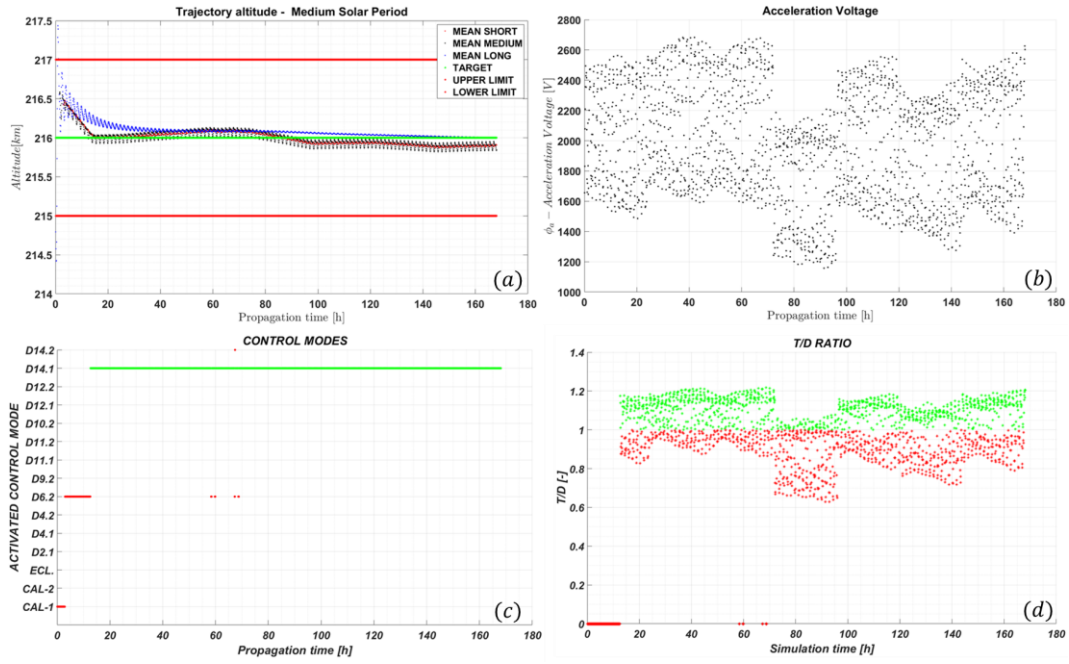 Trajectory altitude - Medium Solar Period
217.5
217
216.5
216
215.5
215
214.5
214
Altitude[km]
MEAN SHORT
MEAN MEDIUM
MEAN LONG
TARGET
UPPER LIMIT
LOWER LIMIT
0 20 40 60 80 100 120 140 160 180
Propagation time [h]
(a)
Acceleration Voltage
2800
2600
2400
2200
2000
1800
1600
1400
1200
1000
ϕa − Acceleration Voltage [V]
0 20 40 60 80 100 120 140 160 180
Propagation time [h]
(b)
CONTROL MODES
D14.2
D14.1
D12.2
D12.1
D10.2
D11.2
D11.1
D9.2
D6.2
D4.2
D4.1
D2.1
ECL.
CAL-2
CAL-1
ACTIVATED CONTROL MODE
0 20 40 60 80 100 120 140 160 180
Propagation time [h]
(c)
T/D RATIO
1.4
1.2
1
0.8
0.6
0.4
0.2
0
T/D [-]
0 20 40 60 80 100 120 140 160 180
Simulation time [h]
(d)